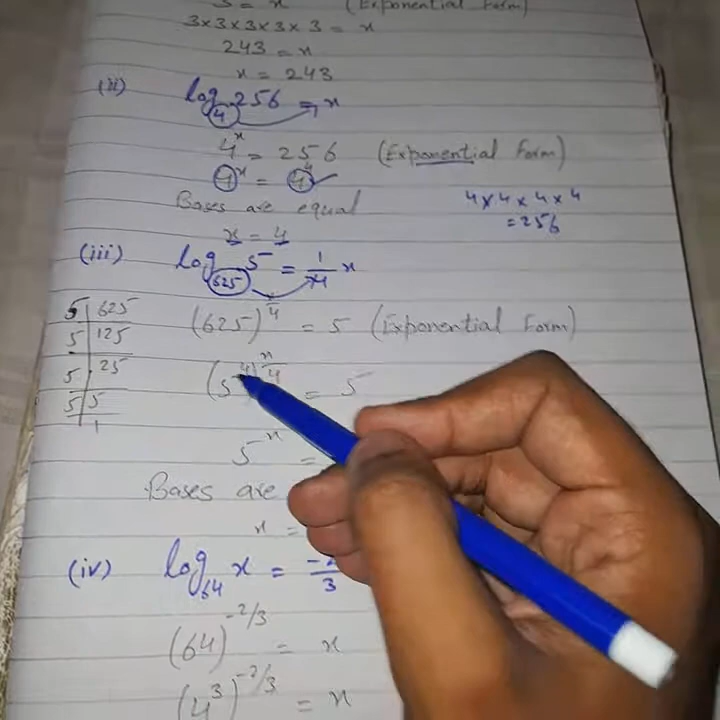 3 = x (Exponential Form)
3×3×3×3×3 = x
243 = x
x = 243
(ii) log₄ 256 = x
4ˣ = 256 (Exponential Form)
4ˣ = 4⁴
Bases are equal
4×4×4×4
= 256
x = 4
(iii) log₆₂₅ 5 = 1/4 x
5 | 625
5 | 125
5 | 25
5 | 5
1
(625)^(x/4) = 5 (Exponential Form)
(5⁴)^(x/4) = 5
5ˣ =
Bases are
x =
(iv) log₆₄ x = -2/3
(64)^(-2/3) = x
(4³)^(-2/3) = x